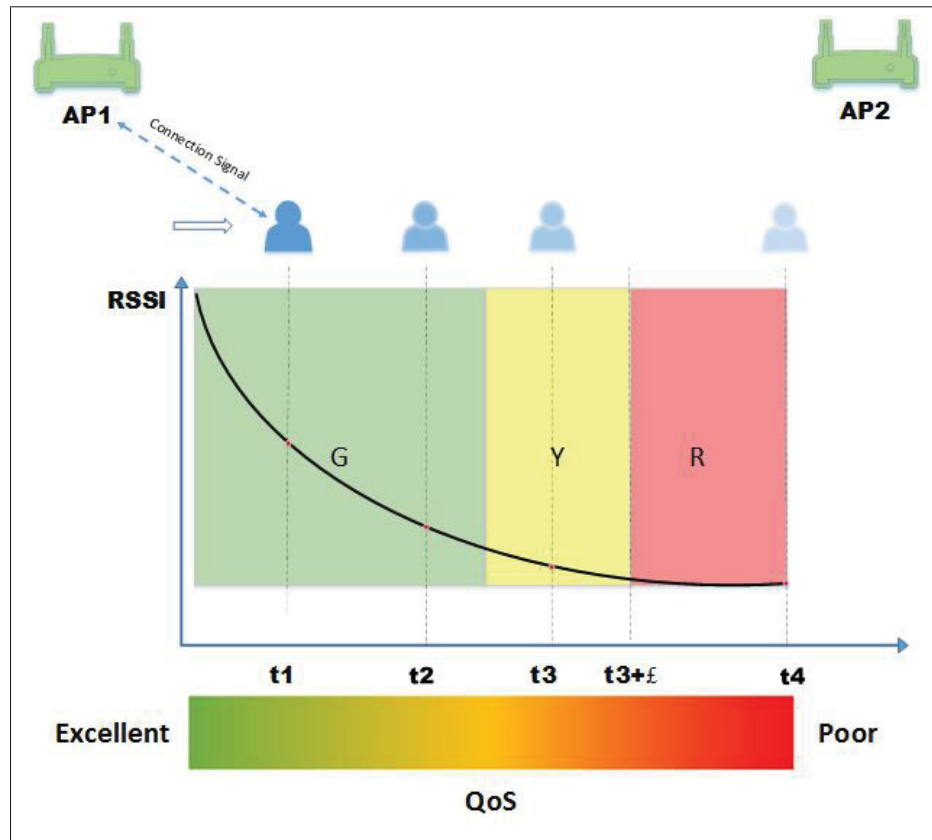 AP1
AP2
Connection Signal
RSSI
G
Y
R
t1
t2
t3
t3+£
t4
Excellent
Poor
QoS